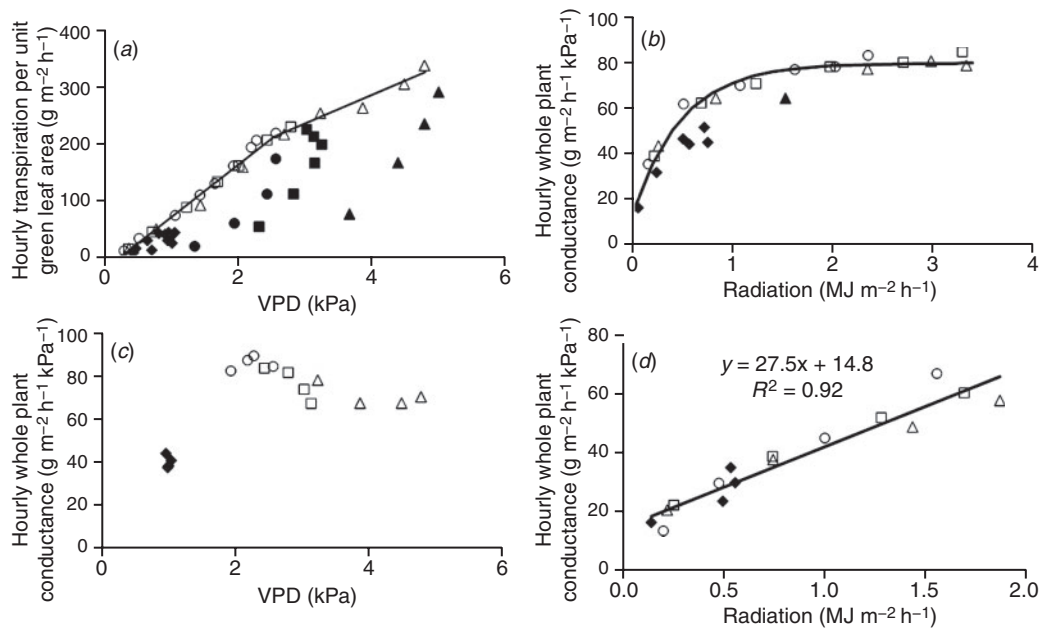 (a)
Hourly transpiration per unit
green leaf area (g m–2 h–1)
400
300
200
100
0
0
2
4
6
VPD (kPa)
(b)
Hourly whole plant
conductance (g m–2 h–1 kPa–1)
100
80
60
40
20
0
0
1
2
3
4
Radiation (MJ m–2 h–1)
(c)
Hourly whole plant
conductance (g m–2 h–1 kPa–1)
100
80
60
40
20
0
0
2
4
6
VPD (kPa)
(d)
y = 27.5x + 14.8
R2 = 0.92
Hourly whole plant
conductance (g m–2 h–1 kPa–1)
80
60
40
20
0
0.0
0.5
1.0
1.5
2.0
Radiation (MJ m–2 h–1)